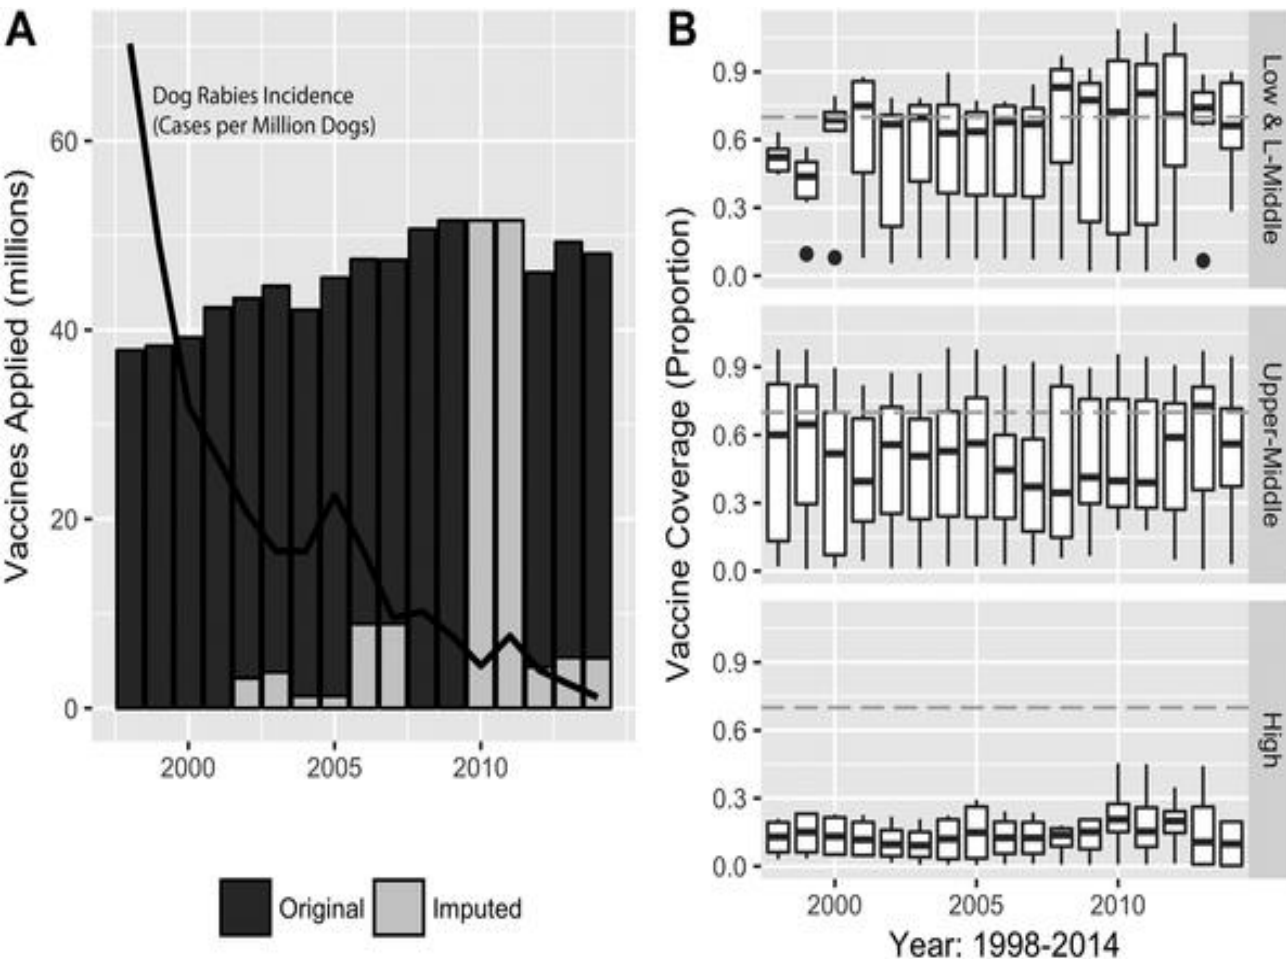 A
Dog Rabies Incidence
(Cases per Million Dogs)
Vaccines Applied (millions)
60
40
20
0
2000
2005
2010
Original
Imputed
B
Vaccine Coverage (Proportion)
0.9
0.6
0.3
0.0
Low & L-Middle
0.9
0.6
0.3
0.0
Upper-Middle
0.9
0.6
0.3
0.0
High
2000
2005
2010
Year: 1998-2014